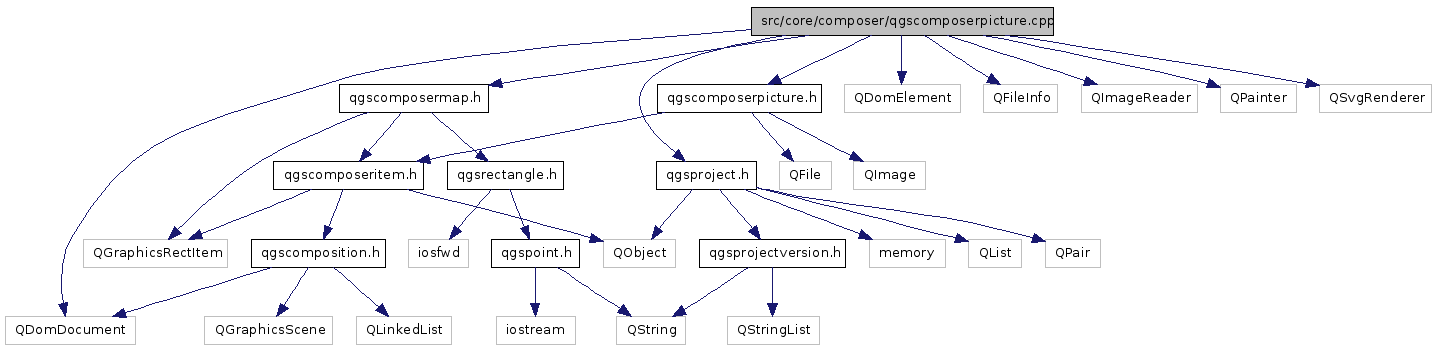 src/core/composer/qgscomposerpicture.cpp
qgscomposermap.h
qgscomposerpicture.h
QDomElement
QFileInfo
QImageReader
QPainter
QSvgRenderer
qgscomposeritem.h
qgsrectangle.h
qgsproject.h
QFile
QImage
QGraphicsRectItem
qgscomposition.h
iosfwd
qgspoint.h
QObject
qgsprojectversion.h
memory
QList
QPair
QDomDocument
QGraphicsScene
QLinkedList
iostream
QString
QStringList